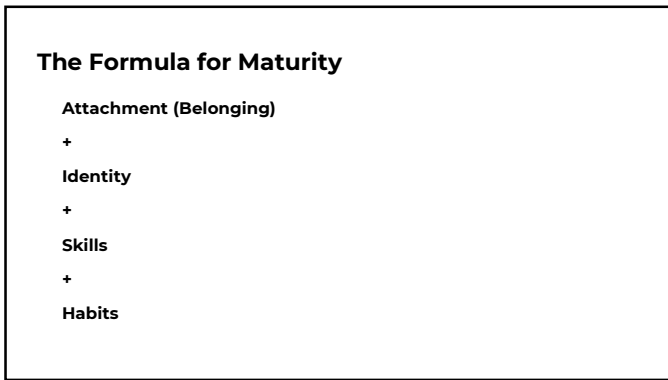 The Formula for Maturity
Attachment (Belonging)
+
Identity
+
Skills
+
Habits